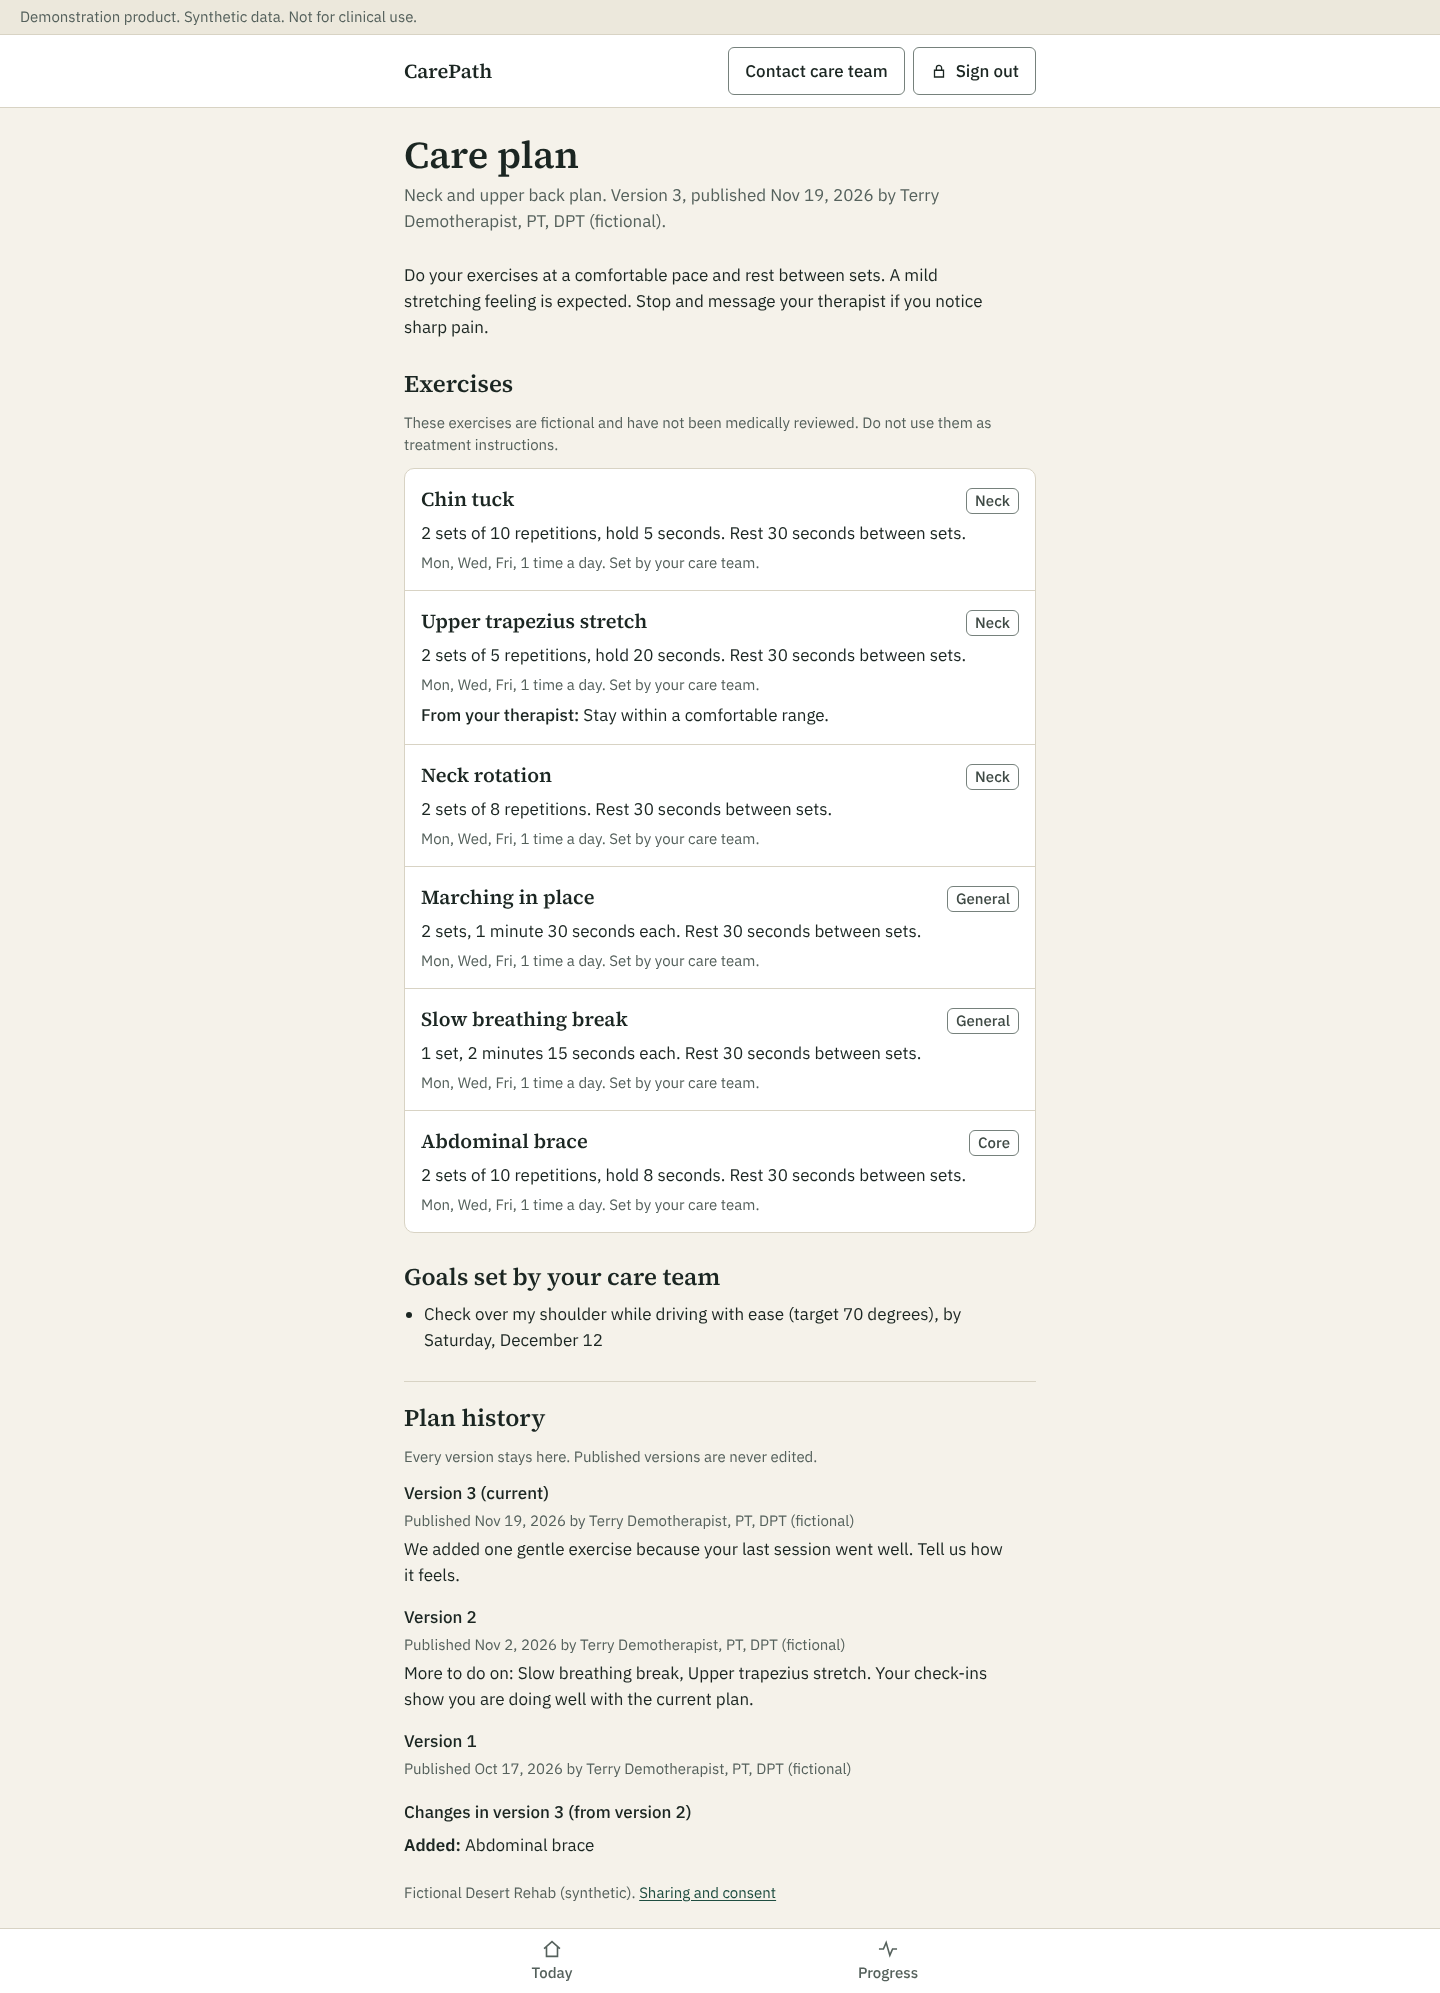 Demonstration product. Synthetic data. Not for clinical use.
CarePath
Contact care team
Sign out
Care plan
Neck and upper back plan. Version 3, published Nov 19, 2026 by Terry
Demotherapist, PT, DPT (fictional).
Do your exercises at a comfortable pace and rest between sets. A mild
stretching feeling is expected. Stop and message your therapist if you notice
sharp pain.
Exercises
These exercises are fictional and have not been medically reviewed. Do not use them as
treatment instructions.
Chin tuck
Neck
2 sets of 10 repetitions, hold 5 seconds. Rest 30 seconds between sets.
Mon, Wed, Fri, 1 time a day. Set by your care team.
Upper trapezius stretch
Neck
2 sets of 5 repetitions, hold 20 seconds. Rest 30 seconds between sets.
Mon, Wed, Fri, 1 time a day. Set by your care team.
From your therapist: Stay within a comfortable range.
Neck rotation
Neck
2 sets of 8 repetitions. Rest 30 seconds between sets.
Mon, Wed, Fri, 1 time a day. Set by your care team.
Marching in place
General
2 sets, 1 minute 30 seconds each. Rest 30 seconds between sets.
Mon, Wed, Fri, 1 time a day. Set by your care team.
Slow breathing break
General
1 set, 2 minutes 15 seconds each. Rest 30 seconds between sets.
Mon, Wed, Fri, 1 time a day. Set by your care team.
Abdominal brace
Core
2 sets of 10 repetitions, hold 8 seconds. Rest 30 seconds between sets.
Mon, Wed, Fri, 1 time a day. Set by your care team.
Goals set by your care team
• Check over my shoulder while driving with ease (target 70 degrees), by
Saturday, December 12
Plan history
Every version stays here. Published versions are never edited.
Version 3 (current)
Published Nov 19, 2026 by Terry Demotherapist, PT, DPT (fictional)
We added one gentle exercise because your last session went well. Tell us how
it feels.
Version 2
Published Nov 2, 2026 by Terry Demotherapist, PT, DPT (fictional)
More to do on: Slow breathing break, Upper trapezius stretch. Your check-ins
show you are doing well with the current plan.
Version 1
Published Oct 17, 2026 by Terry Demotherapist, PT, DPT (fictional)
Changes in version 3 (from version 2)
Added: Abdominal brace
Fictional Desert Rehab (synthetic). Sharing and consent
Today
Progress